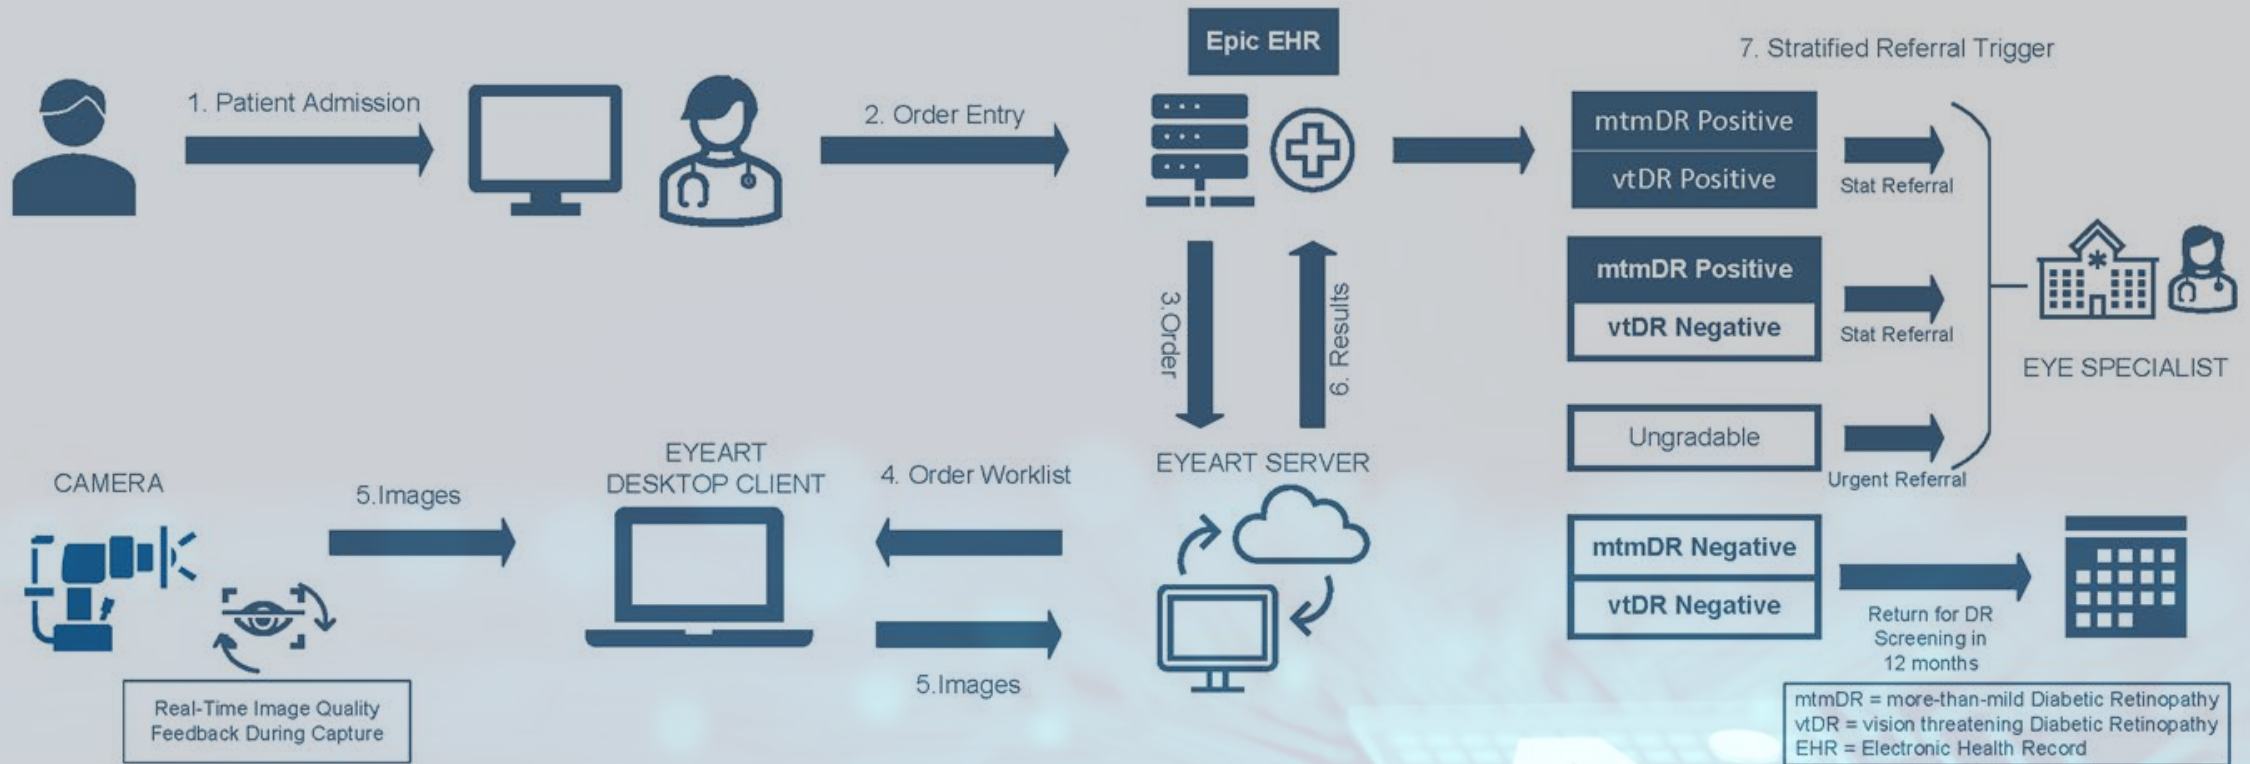 Epic EHR
7. Stratified Referral Trigger
1. Patient Admission
2. Order Entry
mtmDR Positive
vtDR Positive
Stat Referral
mtmDR Positive
vtDR Negative
Stat Referral
3.Order
6. Results
EYE SPECIALIST
Ungradable
Urgent Referral
CAMERA
5.Images
EYEART
DESKTOP CLIENT
4. Order Worklist
EYEART SERVER
5.Images
mtmDR Negative
vtDR Negative
Return for DR
Screening in
12 months
Real-Time Image Quality
Feedback During Capture
mtmDR = more-than-mild Diabetic Retinopathy
vtDR = vision threatening Diabetic Retinopathy
EHR = Electronic Health Record